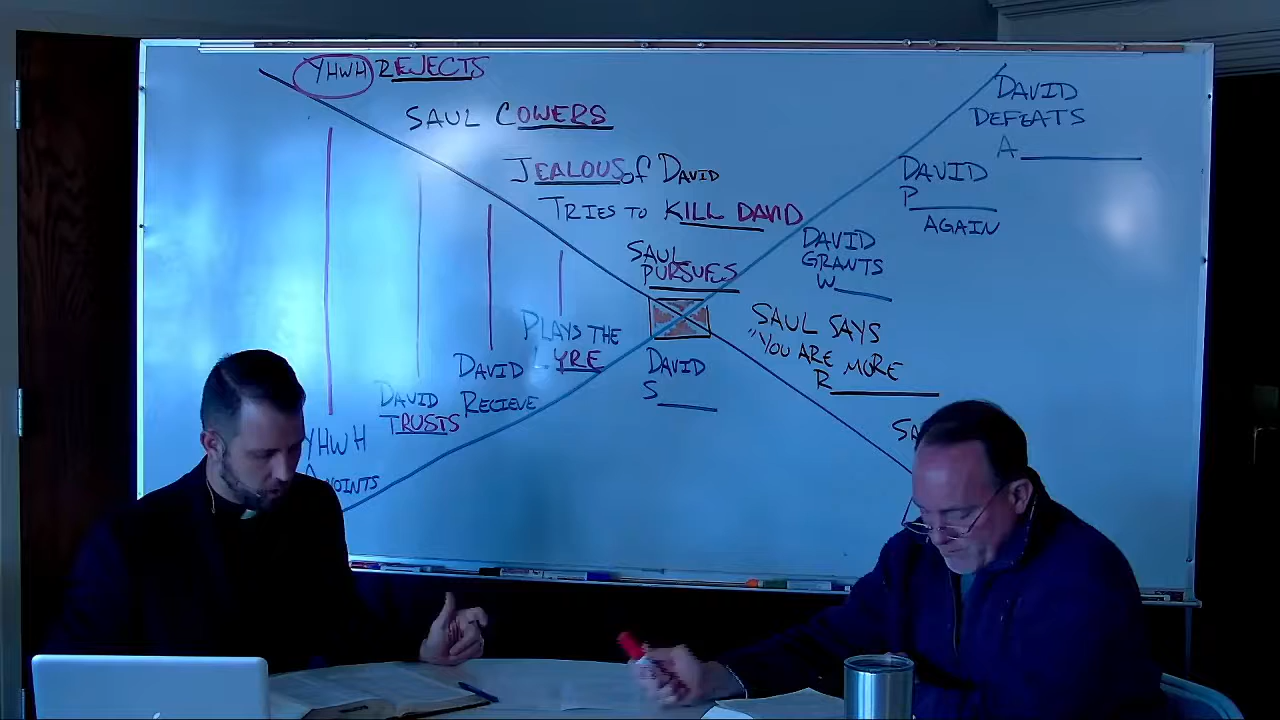 YHWH REJECTS
SAUL COWERS
JEALOUS of DAVID
TRIES TO KILL DAVID
SAUL
PURSUES
DAVID
DEFEATS
A
DAVID
P
AGAIN
DAVID
GRANTS
W
SAUL SAYS
"YOU ARE MORE
R
SA
PLAYS THE
LYRE
DAVID
RECIEVE
DAVID
TRUSTS
YHWH
ANOINTS
DAVID
S